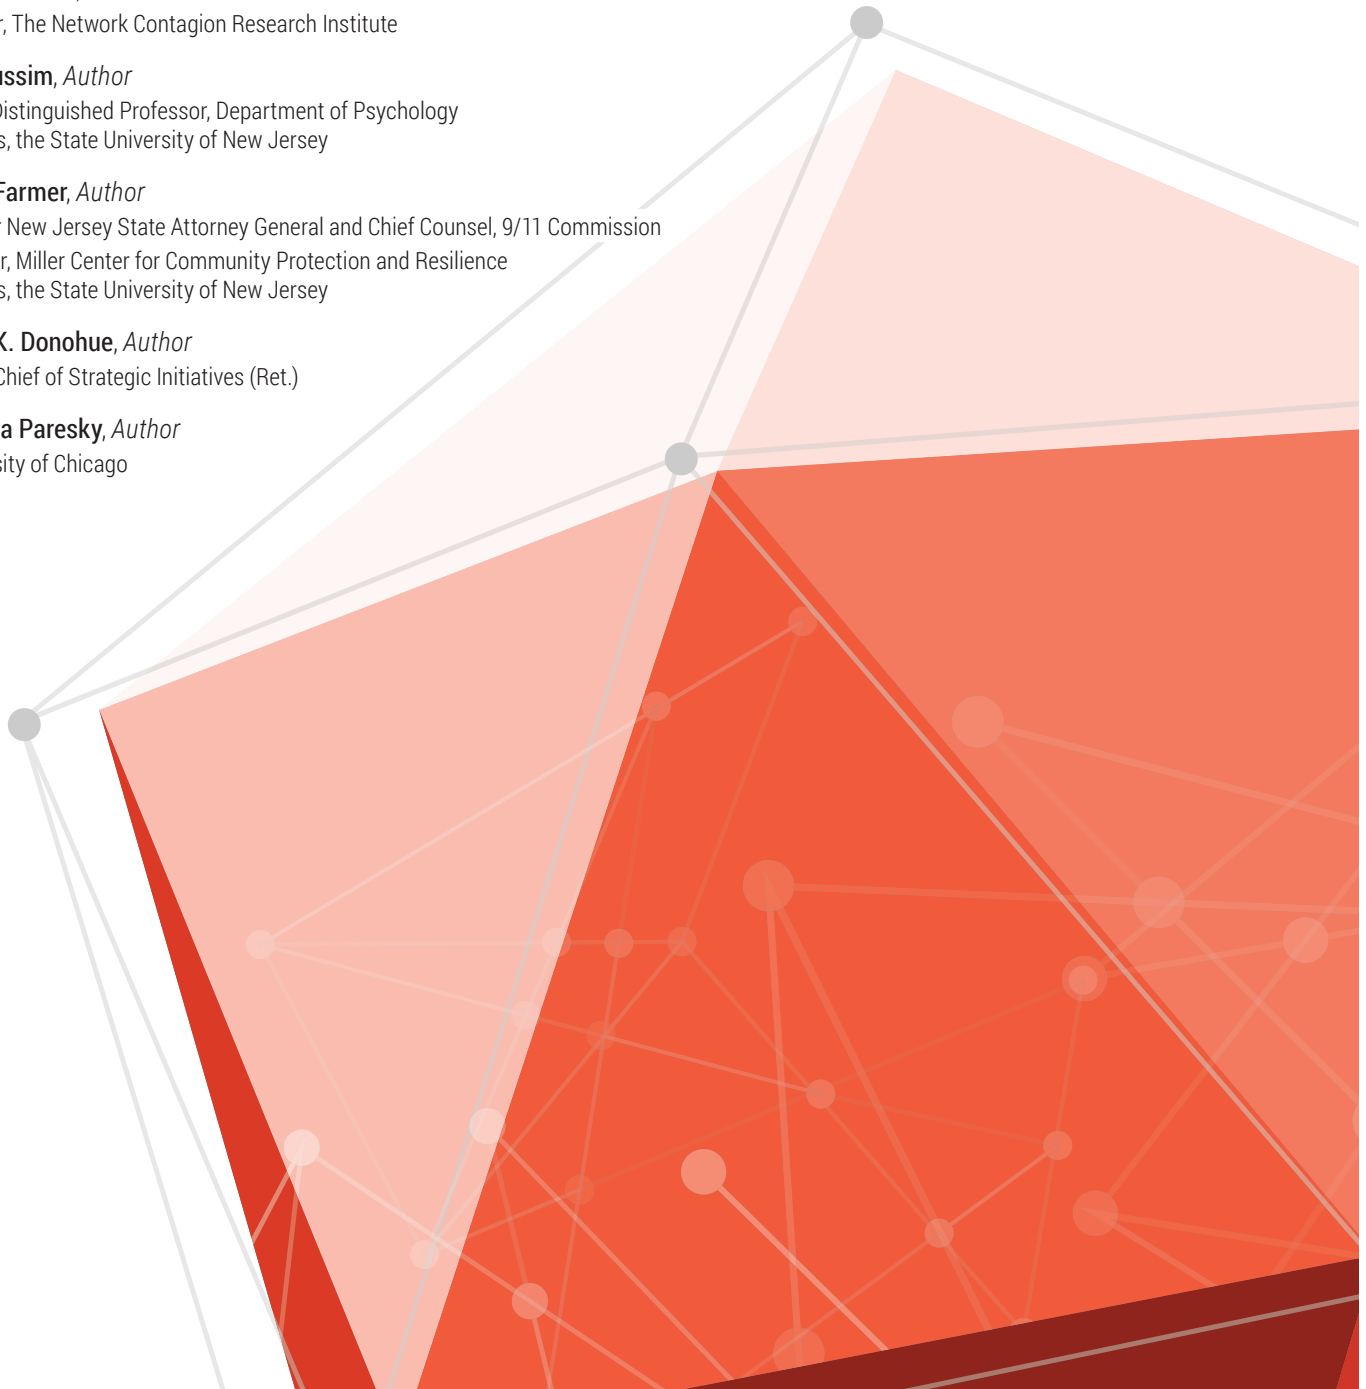 r, The Network Contagion Research Institute
ussim, Author
Distinguished Professor, Department of Psychology
s, the State University of New Jersey
Farmer, Author
r New Jersey State Attorney General and Chief Counsel, 9/11 Commission
r, Miller Center for Community Protection and Resilience
s, the State University of New Jersey
K. Donohue, Author
Chief of Strategic Initiatives (Ret.)
a Paresky, Author
sity of Chicago